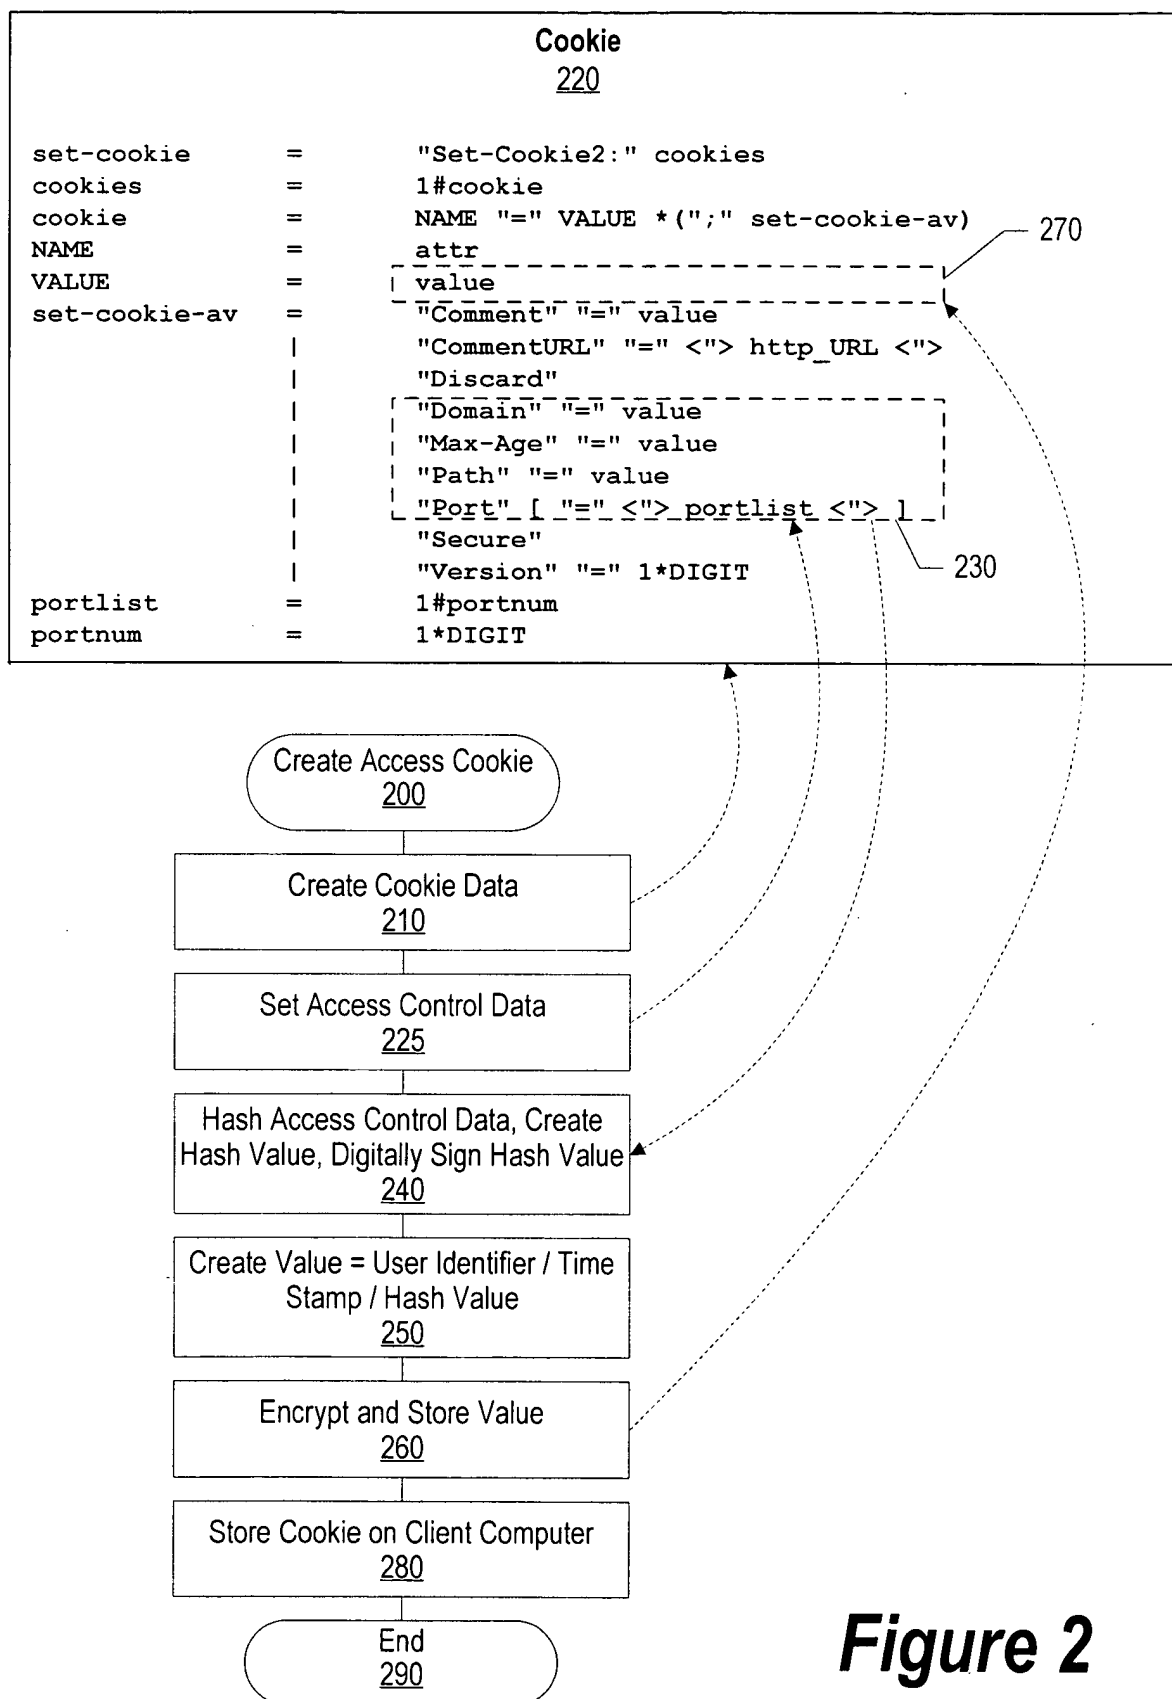 Cookie
220
set-cookie = "Set-Cookie2:" cookies
cookies = 1#cookie
cookie = NAME "=" VALUE *(";" set-cookie-av)
270
NAME = attr
VALUE = value
set-cookie-av = "Comment" "=" value
| "CommentURL" "=" <"> http_URL <">
| "Discard"
| "Domain" "=" value
| "Max-Age" "=" value
| "Path" "=" value
| "Port" [ "=" <"> portlist <"> ]
| "Secure"
230
| "Version" "=" 1*DIGIT
portlist = 1#portnum
portnum = 1*DIGIT
Create Access Cookie
200
Create Cookie Data
210
Set Access Control Data
225
Hash Access Control Data, Create
Hash Value, Digitally Sign Hash Value
240
Create Value = User Identifier / Time
Stamp / Hash Value
250
Encrypt and Store Value
260
Store Cookie on Client Computer
280
End
290
Figure 2